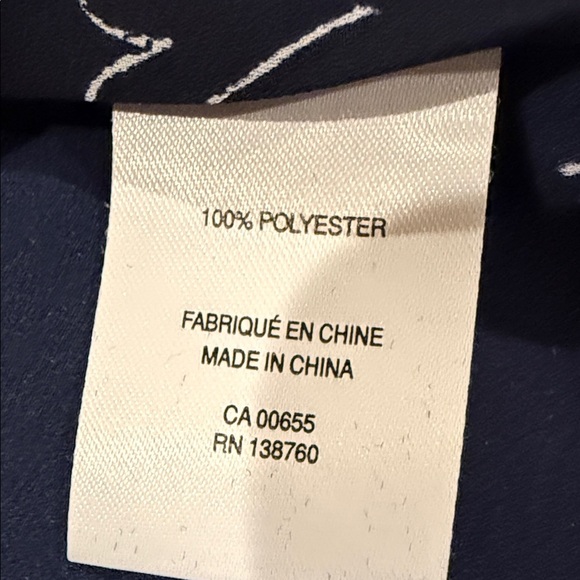 100% POLYESTER
FABRIQUÉ EN CHINE
MADE IN CHINA
CA 00655
RN 138760